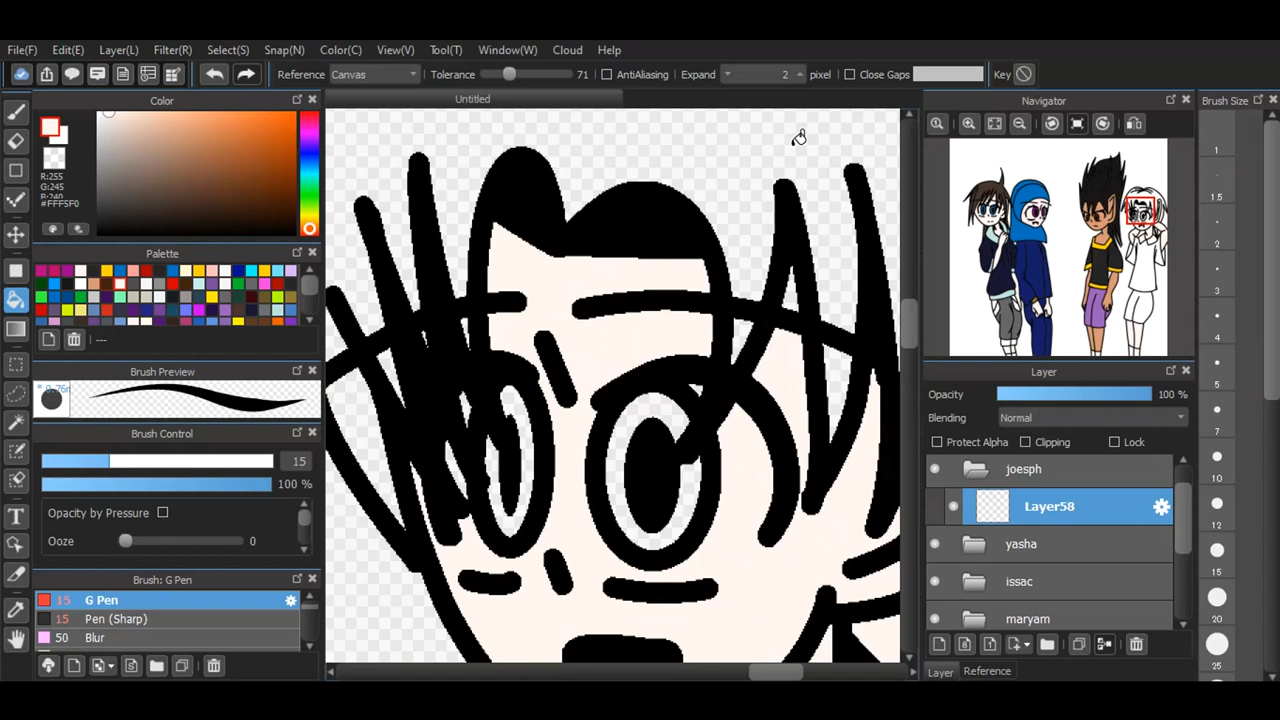 File(F) Edit(E) Layer(L) Filter(R) Select(S) Snap(N) Color(C) View(V) Tool(T) Window(W) Cloud Help
Reference Canvas Tolerance 71 AntiAliasing Expand 2 pixel Close Gaps Key
Color
Untitled
Navigator
Brush Size
R:255
G:245
B:240
#FFF5F0
Palette
---
Brush Preview
Brush Control
15
100 %
Opacity by Pressure
Ooze 0
Brush: G Pen
15 G Pen
15 Pen (Sharp)
50 Blur
Layer
Opacity 100 %
Blending Normal
Protect Alpha Clipping Lock
joesph
Layer58
yasha
issac
maryam
Layer Reference
1
1.5
2
3
4
5
7
10
12
15
20
25